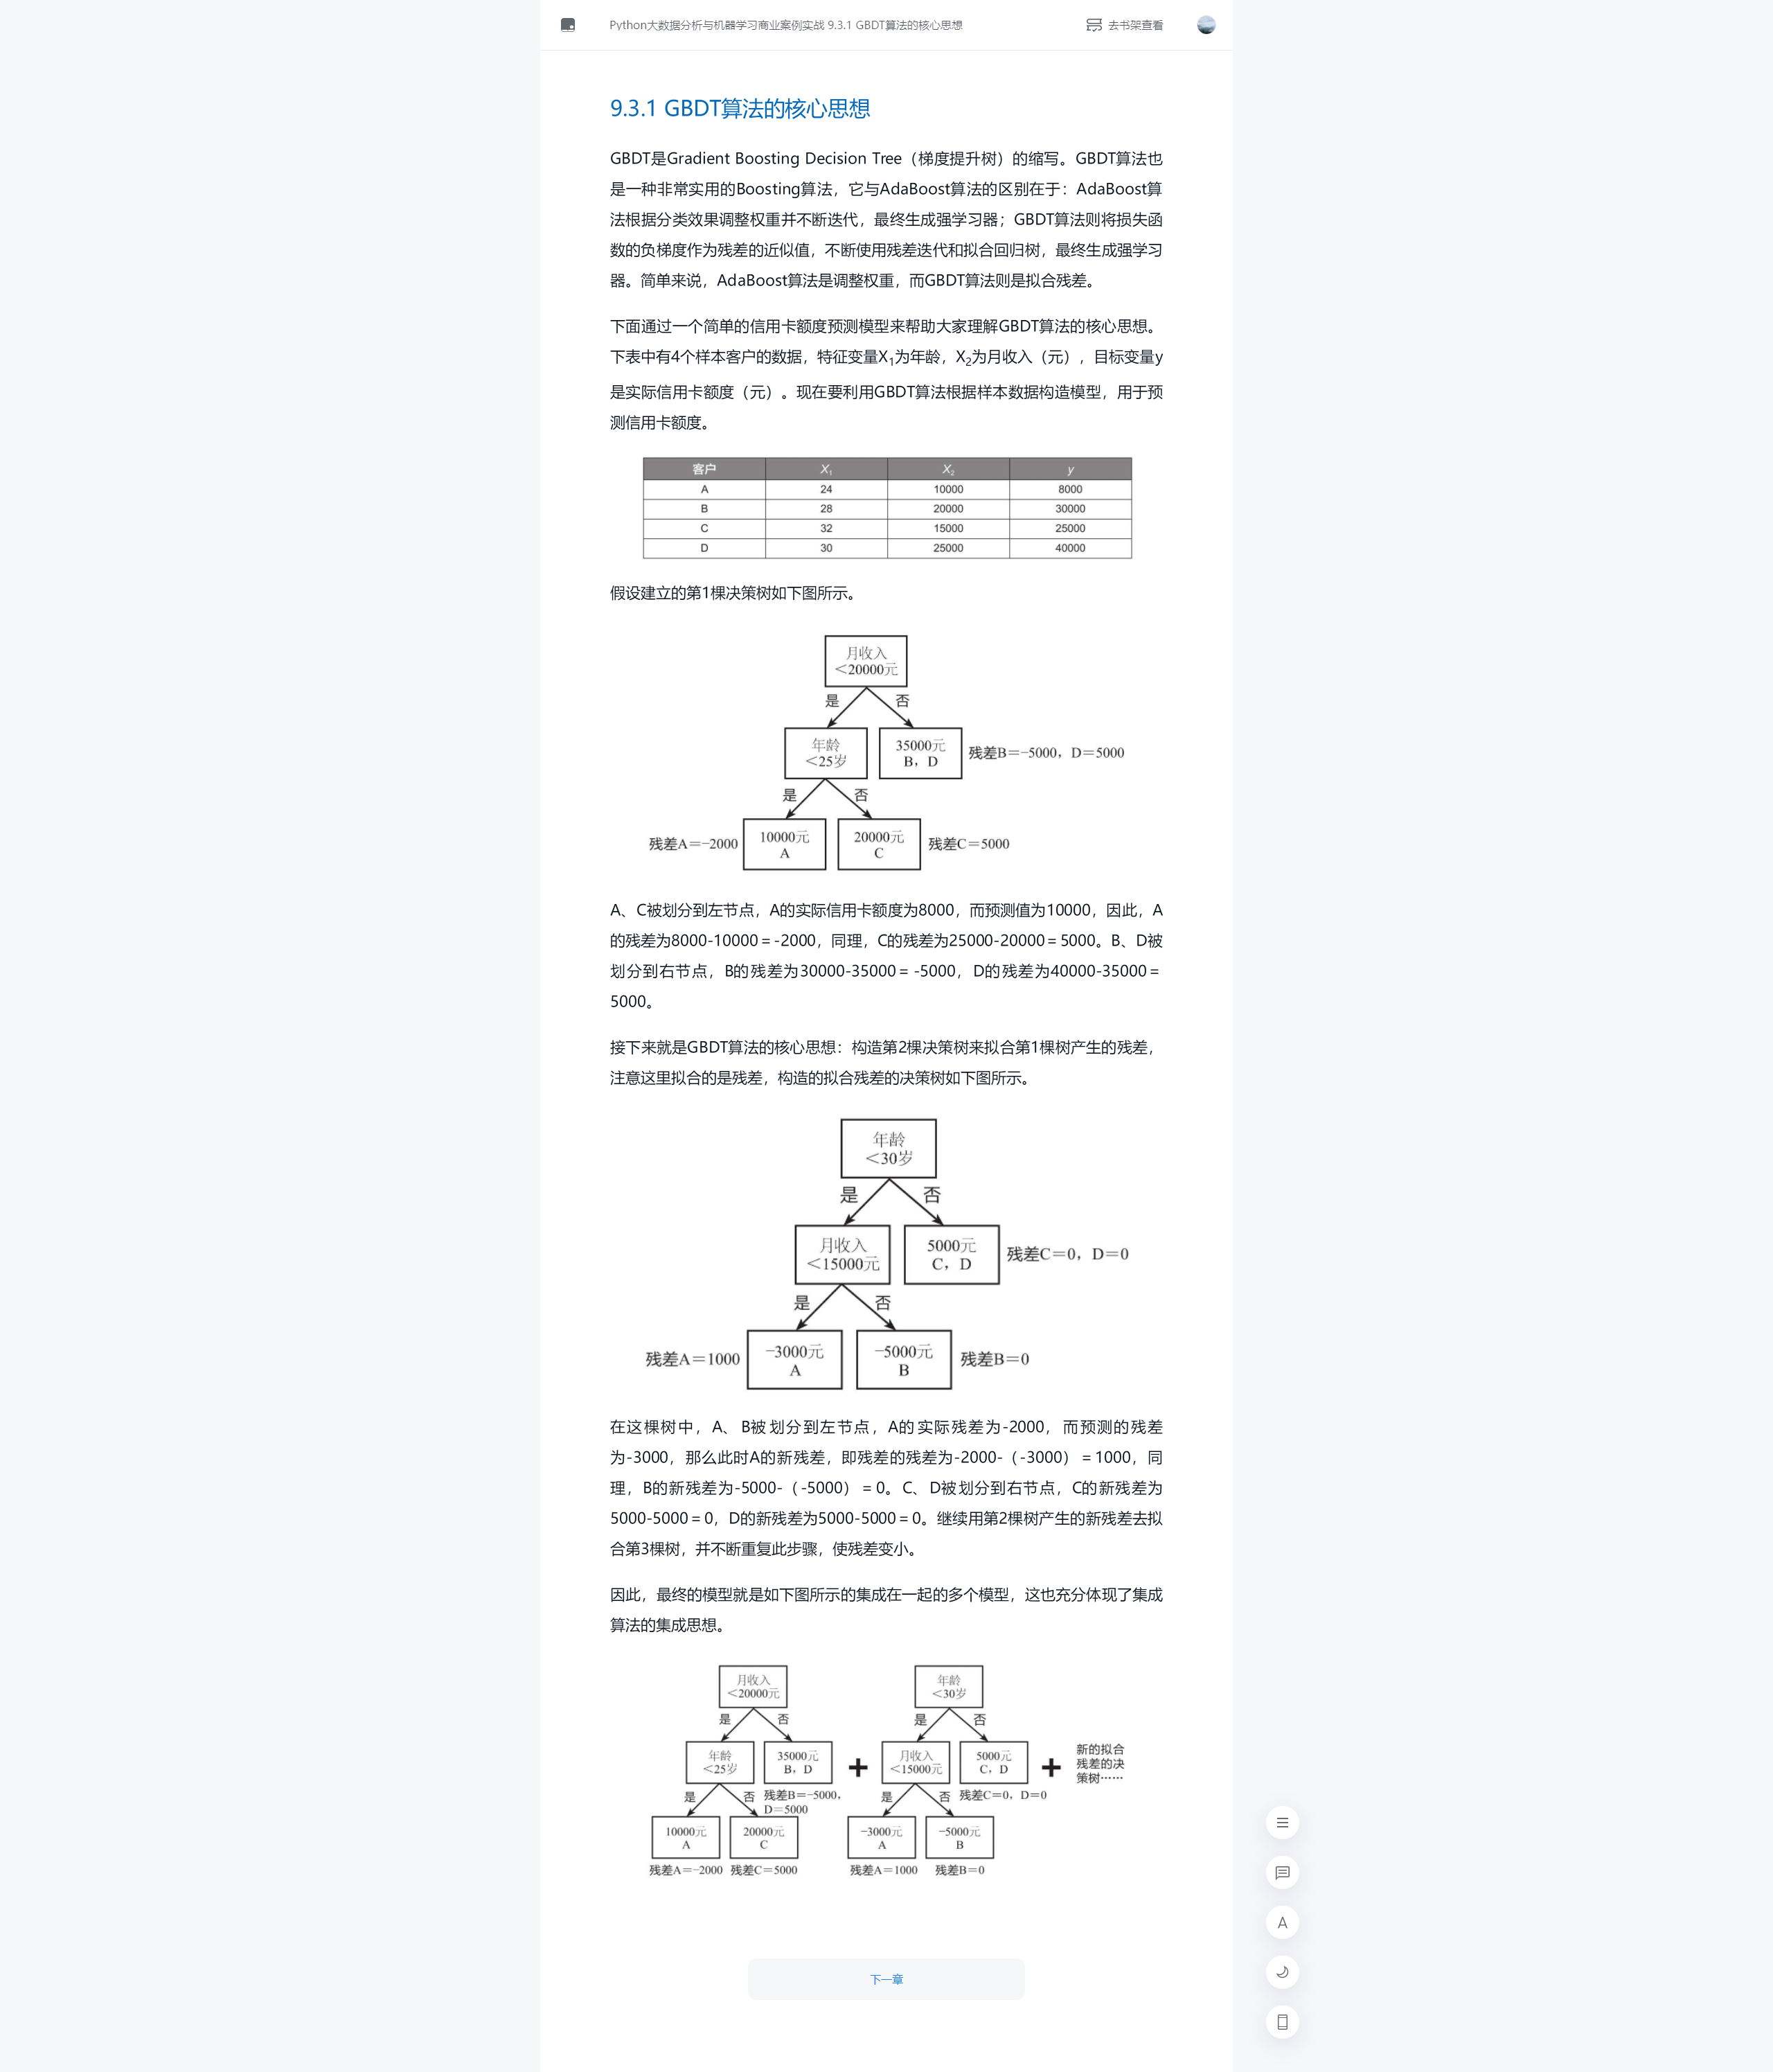 Python大数据分析与机器学习商业案例实战 9.3.1 GBDT算法的核心思想
去书架查看
9.3.1 GBDT算法的核心思想
GBDT是Gradient Boosting Decision Tree（梯度提升树）的缩写。GBDT算法也
是一种非常实用的Boosting算法，它与AdaBoost算法的区别在于：AdaBoost算
法根据分类效果调整权重并不断迭代，最终生成强学习器；GBDT算法则将损失函
数的负梯度作为残差的近似值，不断使用残差迭代和拟合回归树，最终生成强学习
器。简单来说，AdaBoost算法是调整权重，而GBDT算法则是拟合残差。
下面通过一个简单的信用卡额度预测模型来帮助大家理解GBDT算法的核心思想。
下表中有4个样本客户的数据，特征变量X1为年龄，X2为月收入（元），目标变量y
是实际信用卡额度（元）。现在要利用GBDT算法根据样本数据构造模型，用于预
测信用卡额度。
客户 X1 X2 y
A 24 10000 8000
B 28 20000 30000
C 32 15000 25000
D 30 25000 40000
假设建立的第1棵决策树如下图所示。
月收入
＜20000元
是 否
年龄
＜25岁
35000元
B，D
残差B＝−5000，D＝5000
是 否
残差A＝−2000
10000元
A
20000元
C
残差C＝5000
A、C被划分到左节点，A的实际信用卡额度为8000，而预测值为10000，因此，A
的残差为8000-10000＝-2000，同理，C的残差为25000-20000＝5000。B、D被
划分到右节点，B的残差为30000-35000＝-5000，D的残差为40000-35000＝
5000。
接下来就是GBDT算法的核心思想：构造第2棵决策树来拟合第1棵树产生的残差，
注意这里拟合的是残差，构造的拟合残差的决策树如下图所示。
年龄
＜30岁
是 否
月收入
＜15000元
5000元
C，D
残差C＝0，D＝0
是 否
残差A＝1000
−3000元
A
−5000元
B
残差B＝0
在这棵树中，A、B被划分到左节点，A的实际残差为-2000，而预测的残差
为-3000，那么此时A的新残差，即残差的残差为-2000-（-3000）＝1000，同
理，B的新残差为-5000-（-5000）＝0。C、D被划分到右节点，C的新残差为
5000-5000＝0，D的新残差为5000-5000＝0。继续用第2棵树产生的新残差去拟
合第3棵树，并不断重复此步骤，使残差变小。
因此，最终的模型就是如下图所示的集成在一起的多个模型，这也充分体现了集成
算法的集成思想。
月收入
＜20000元
是 否
年龄
＜25岁
35000元
B，D
残差B＝−5000，
D＝5000
是 否
10000元
A
20000元
C
残差A＝−2000 残差C＝5000
+
年龄
＜30岁
是 否
月收入
＜15000元
5000元
C，D
残差C＝0，D＝0
是 否
−3000元
A
−5000元
B
残差A＝1000 残差B＝0
+
新的拟合
残差的决
策树……
下一章
A